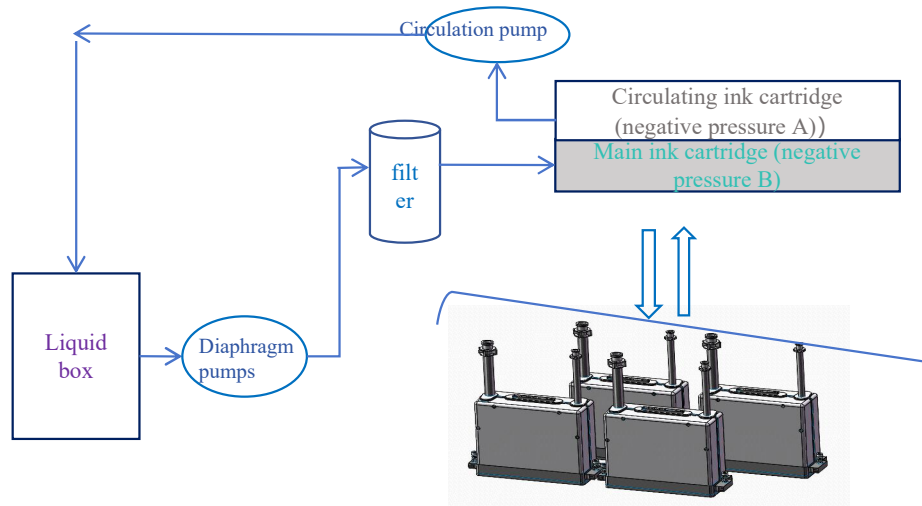 Circulation pump
Circulating ink cartridge
(negative pressure A)）
Main ink cartridge (negative
pressure B)
filt
er
Liquid
box
Diaphragm
pumps